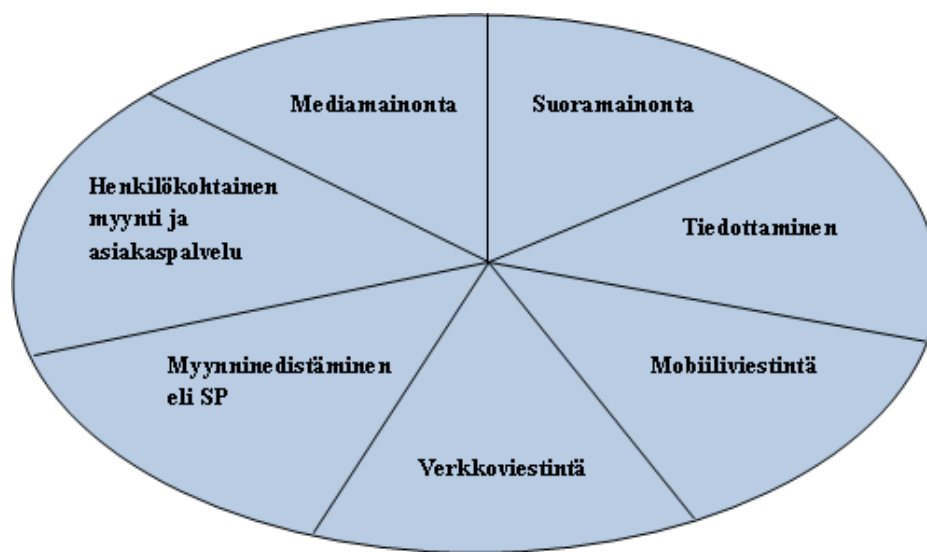 Mediamainonta
Suoramainonta
Henkilökohtainen
myynti ja
asiakaspalvelu
Tiedottaminen
Myynninedistäminen
eli SP
Mobiiliviestintä
Verkkoviestintä